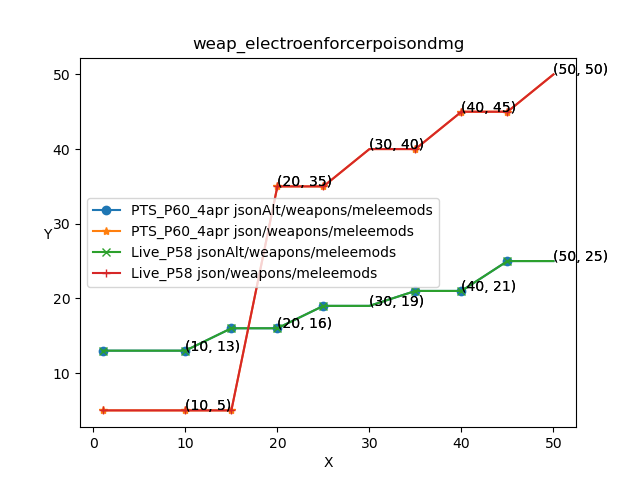 weap_electroenforcerpoisondmg
50
(50, 50)
(40, 45)
40
(30, 40)
(20, 35)
PTS_P60_4apr jsonAlt/weapons/meleemods
PTS_P60_4apr json/weapons/meleemods
Live_P58 jsonAlt/weapons/meleemods
Live_P58 json/weapons/meleemods
30
Y
(50, 25)
(40, 21)
20
(30, 19)
(20, 16)
(10, 13)
10
(10, 5)
0 10 20 30 40 50
X